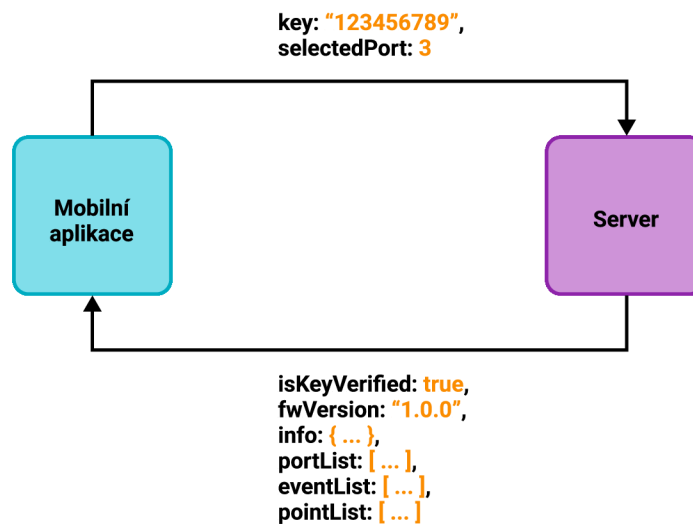 key: “123456789”,
selectedPort: 3
Mobilní
aplikace
Server
isKeyVerified: true,
fwVersion: “1.0.0”,
info: { ... },
portList: [ ... ],
eventList: [ ... ],
pointList: [ ... ]